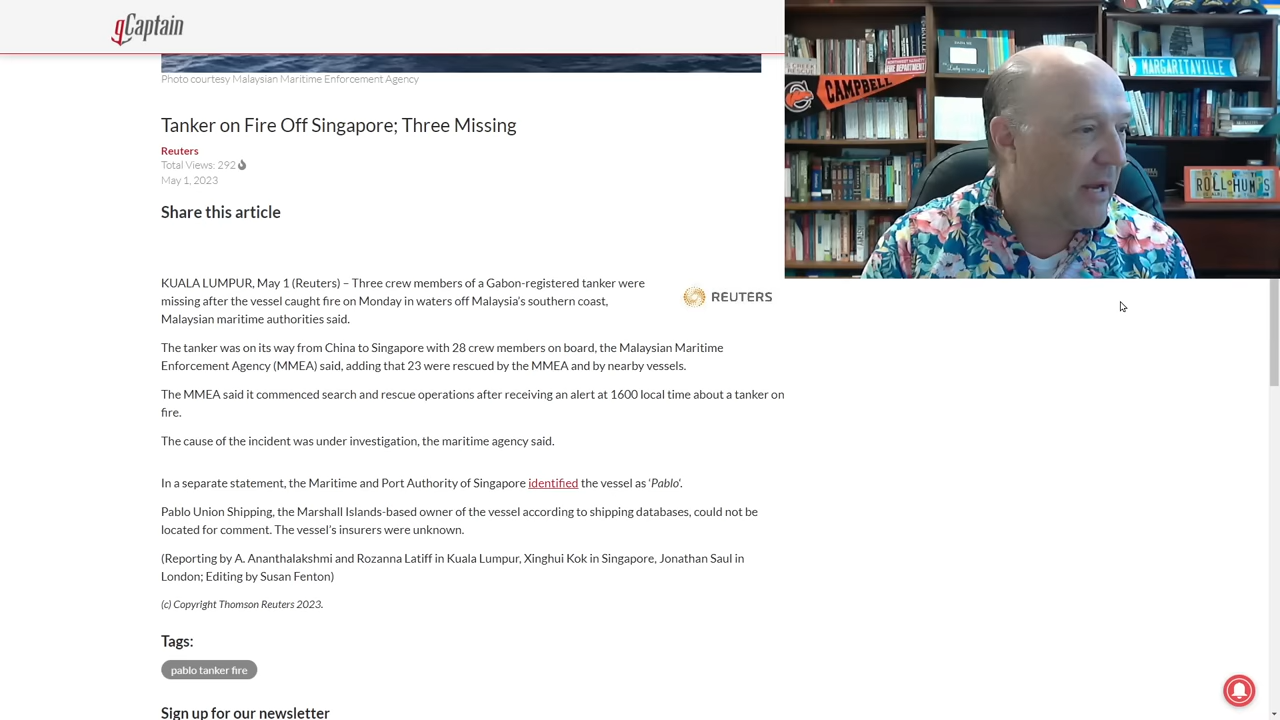 gCaptain
Photo courtesy Malaysian Maritime Enforcement Agency
Tanker on Fire Off Singapore; Three Missing
Reuters
Total Views: 292
May 1, 2023
Share this article
KUALA LUMPUR, May 1 (Reuters) – Three crew members of a Gabon-registered tanker were
missing after the vessel caught fire on Monday in waters off Malaysia's southern coast,
Malaysian maritime authorities said.
REUTERS
The tanker was on its way from China to Singapore with 28 crew members on board, the Malaysian Maritime
Enforcement Agency (MMEA) said, adding that 23 were rescued by the MMEA and by nearby vessels.
The MMEA said it commenced search and rescue operations after receiving an alert at 1600 local time about a tanker on
fire.
The cause of the incident was under investigation, the maritime agency said.
In a separate statement, the Maritime and Port Authority of Singapore identified the vessel as 'Pablo'.
Pablo Union Shipping, the Marshall Islands-based owner of the vessel according to shipping databases, could not be
located for comment. The vessel's insurers were unknown.
(Reporting by A. Ananthalakshmi and Rozanna Latiff in Kuala Lumpur, Xinghui Kok in Singapore, Jonathan Saul in
London; Editing by Susan Fenton)
(c) Copyright Thomson Reuters 2023.
Tags:
pablo tanker fire
Sign up for our newsletter
CAMPBELL
MARGARITAVILLE
ROLL HUMPS